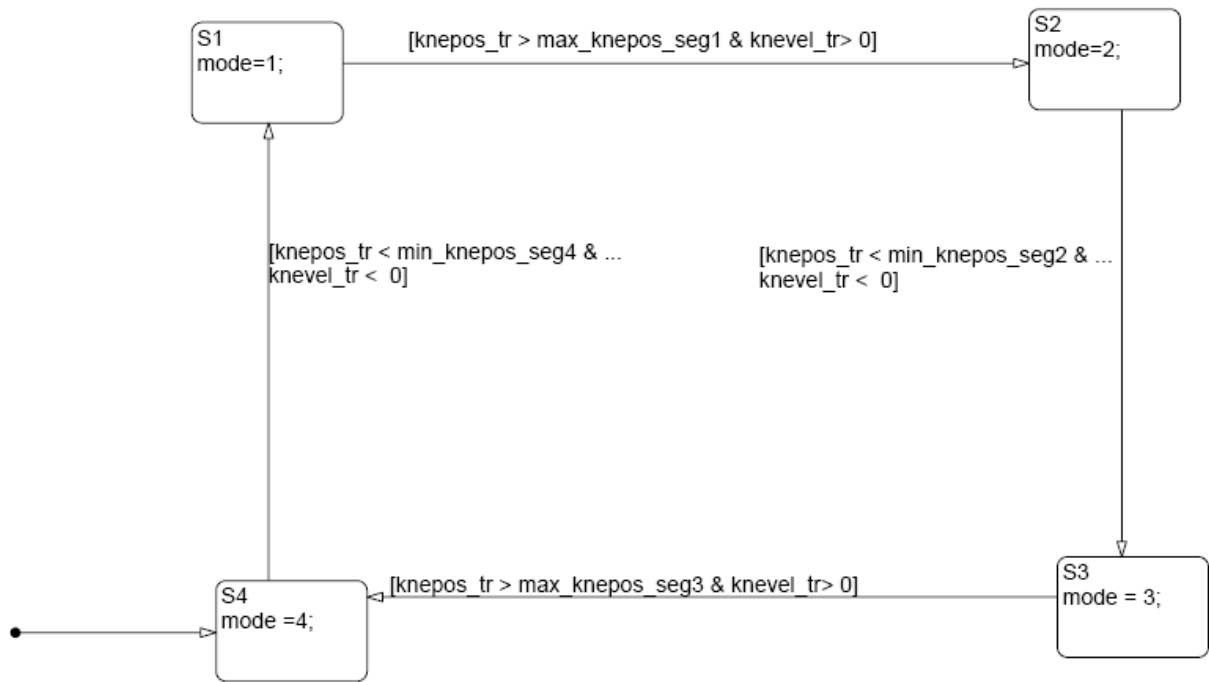 S1
mode=1;
[knepos_tr > max_knepos_seg1 & knevel_tr> 0]
S2
mode=2;
[knepos_tr < min_knepos_seg4 & ...
knevel_tr <  0]
[knepos_tr < min_knepos_seg2 & ...
knevel_tr <  0]
S4
mode =4;
[knepos_tr > max_knepos_seg3 & knevel_tr> 0]
S3
mode = 3;